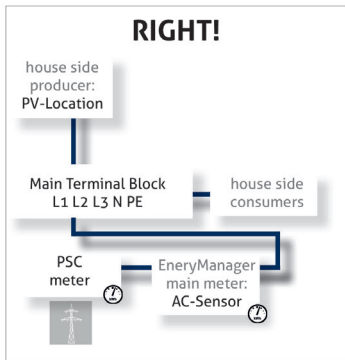 RIGHT!
house side
producer:
PV-Location
Main Terminal Block
L1 L2 L3 N PE
house side
consumers
PSC
meter
EneryManager
main meter:
AC-Sensor